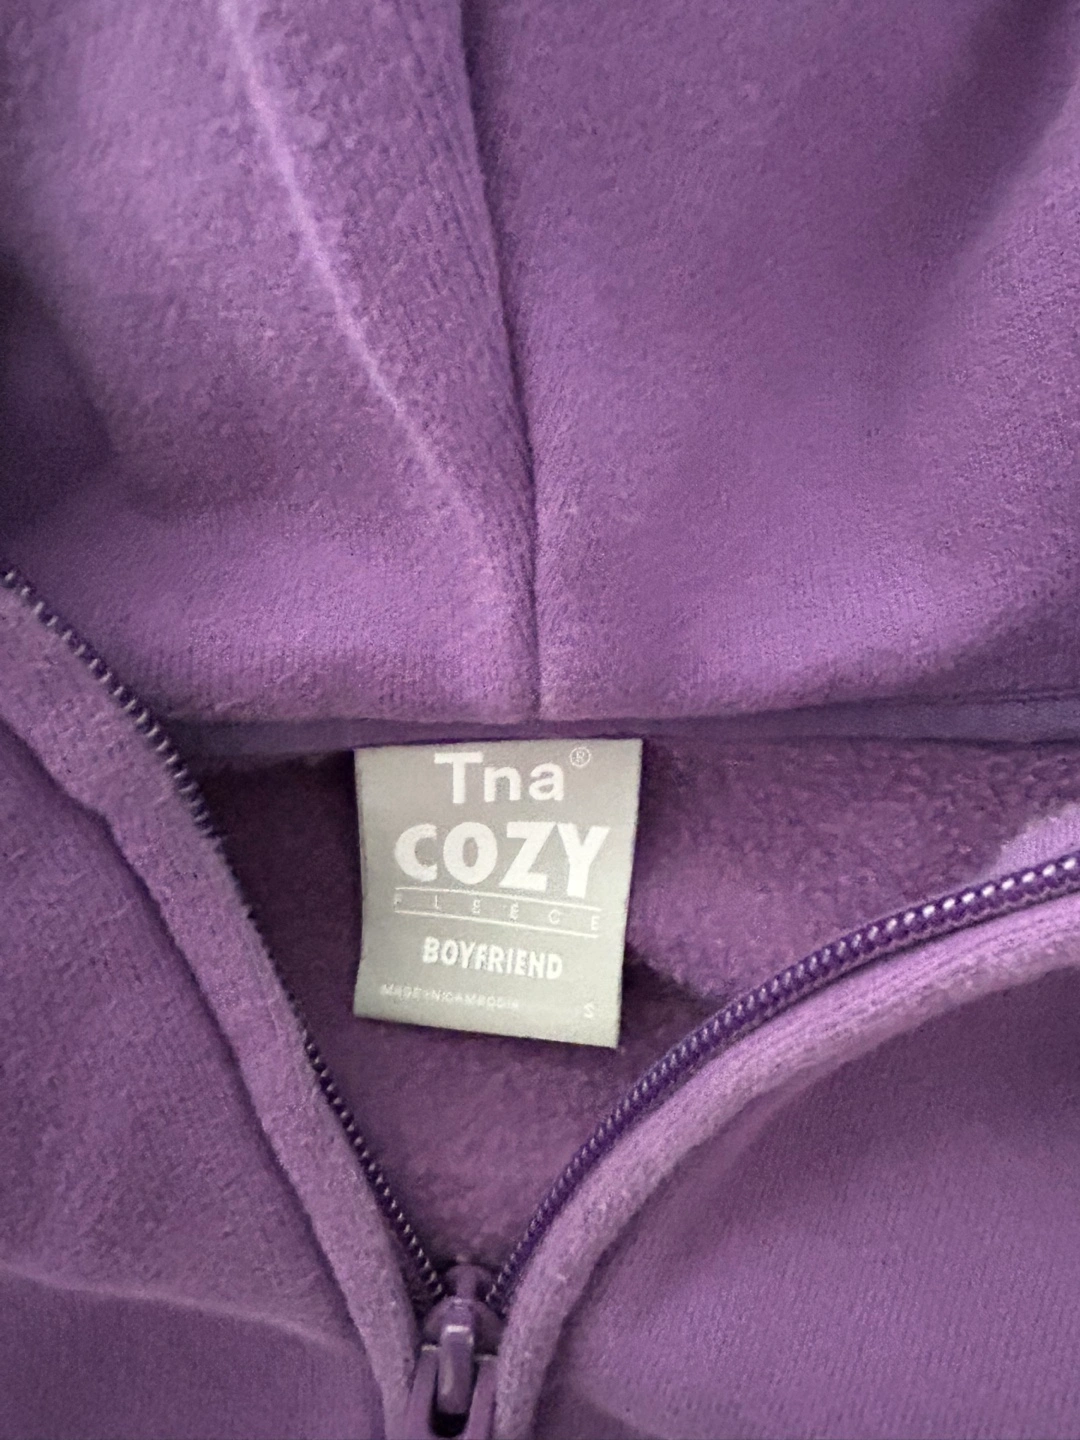 Tna®
COZY
FLEECE
BOYFRIEND
MADE IN CAMBODIA S